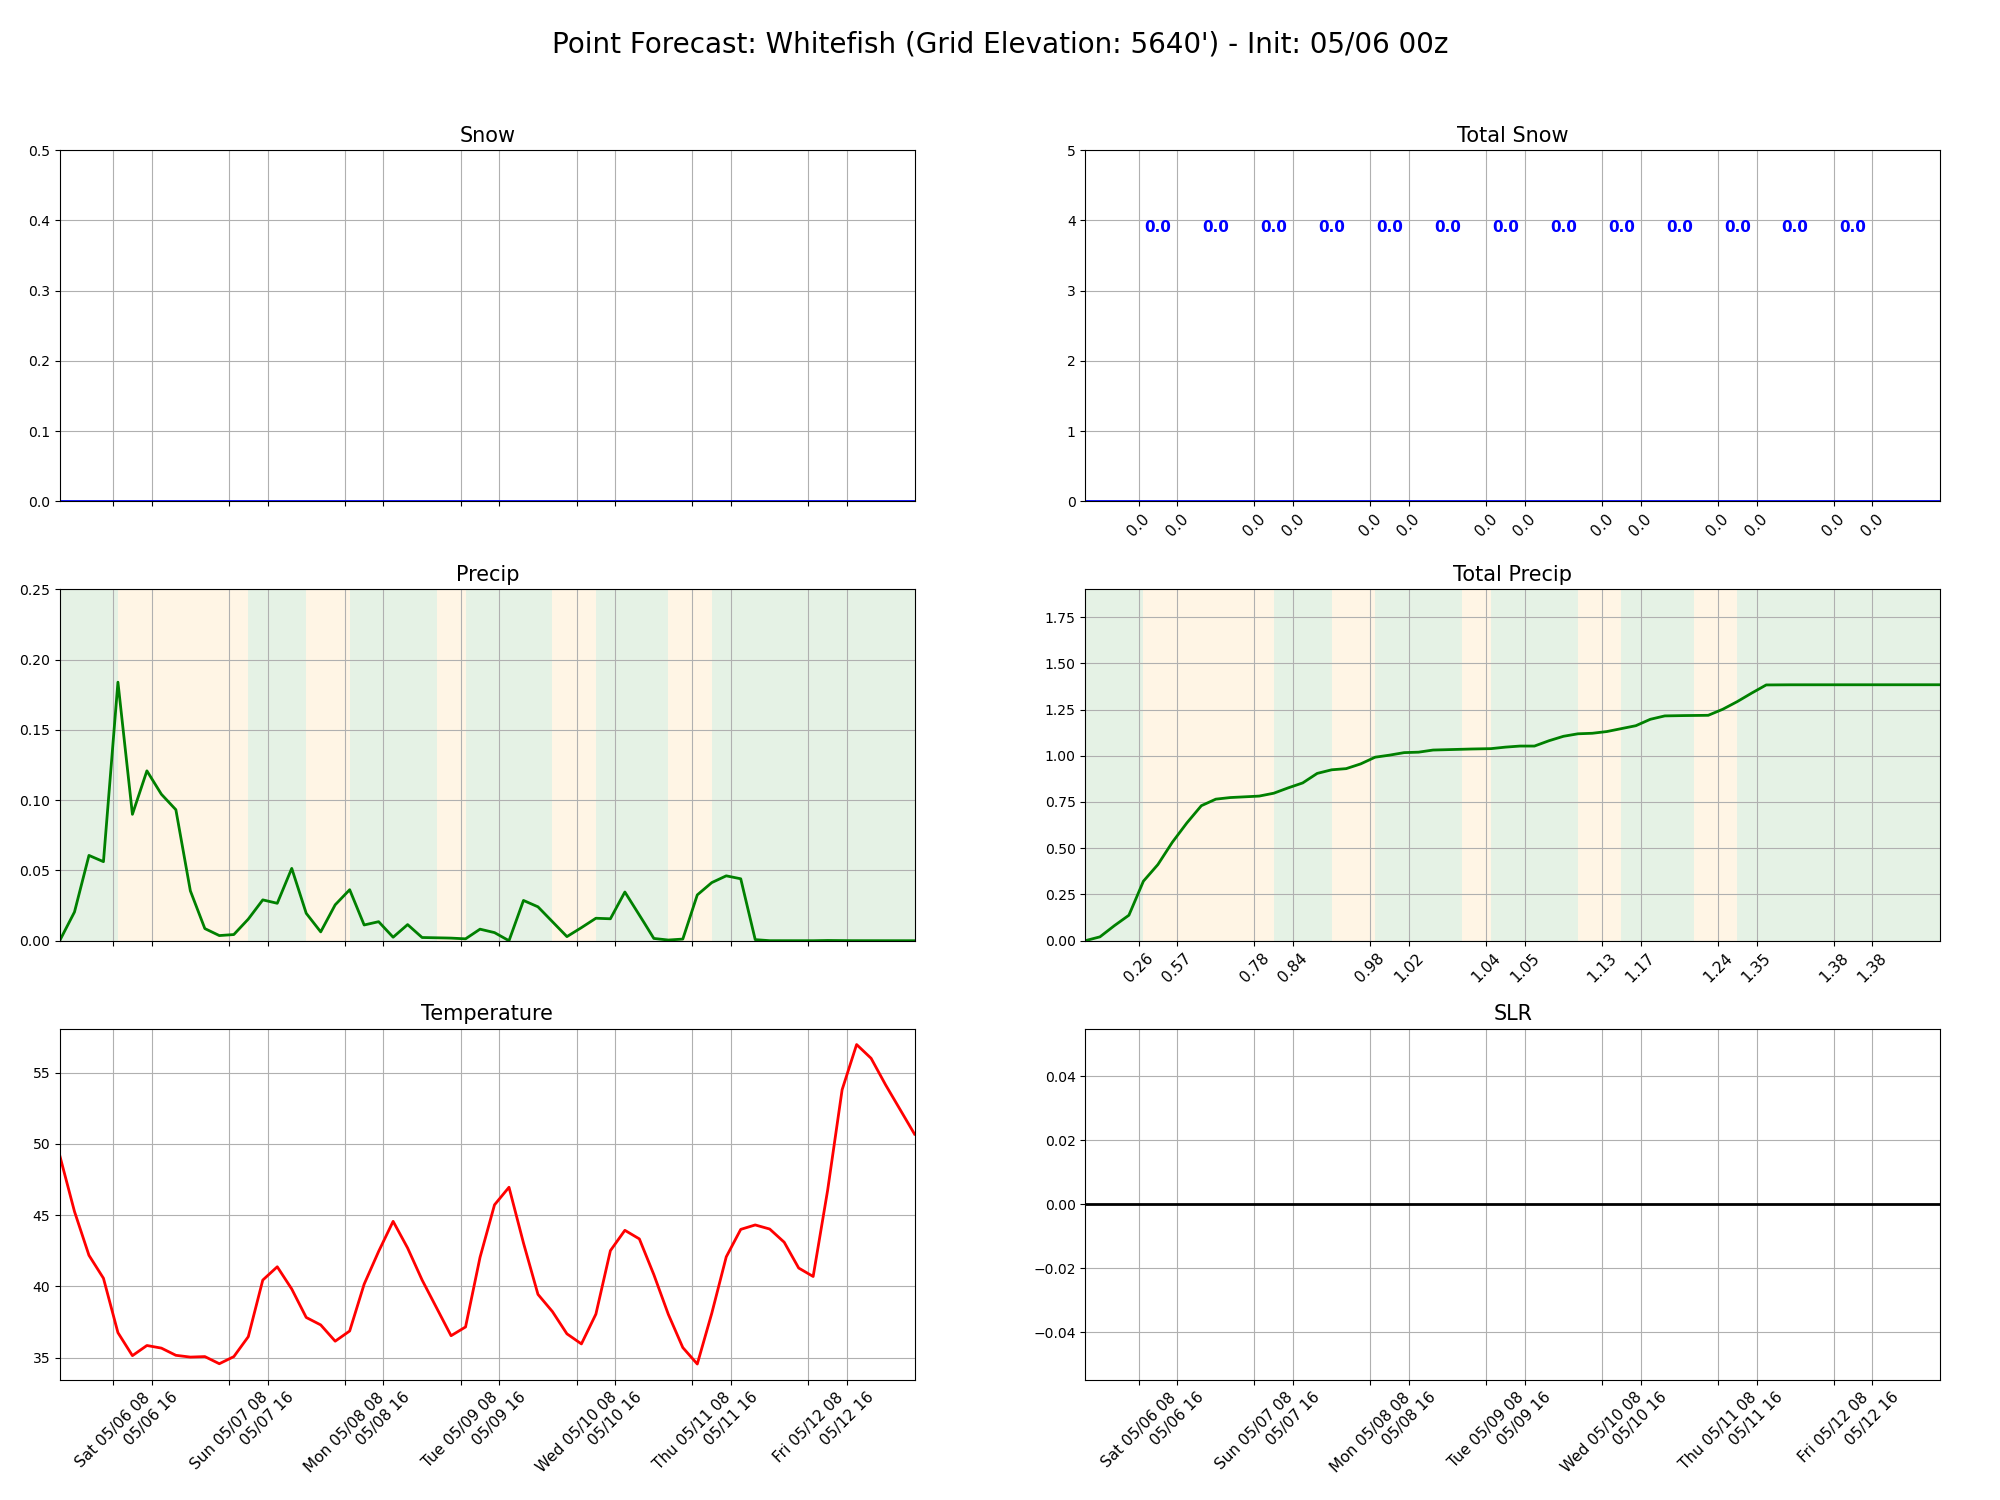 Point Forecast: Whitefish (Grid Elevation: 5640') - Init: 05/06 00z
Snow
0.5
0.4
0.3
0.2
0.1
0.0
Total Snow
5
4
3
2
1
0
0.0 0.0 0.0 0.0 0.0 0.0 0.0 0.0 0.0 0.0 0.0 0.0 0.0
0.0 0.0 0.0 0.0 0.0 0.0 0.0 0.0 0.0 0.0 0.0 0.0 0.0 0.0
Precip
0.25
0.20
0.15
0.10
0.05
0.00
Total Precip
1.75
1.50
1.25
1.00
0.75
0.50
0.25
0.00
0.26 0.57 0.78 0.84 0.98 1.02 1.04 1.05 1.13 1.17 1.24 1.35 1.38 1.38
Temperature
55
50
45
40
35
Sat 05/06 08
05/06 16
Sun 05/07 08
05/07 16
Mon 05/08 08
05/08 16
Tue 05/09 08
05/09 16
Wed 05/10 08
05/10 16
Thu 05/11 08
05/11 16
Fri 05/12 08
05/12 16
SLR
0.04
0.02
0.00
−0.02
−0.04
Sat 05/06 08
05/06 16
Sun 05/07 08
05/07 16
Mon 05/08 08
05/08 16
Tue 05/09 08
05/09 16
Wed 05/10 08
05/10 16
Thu 05/11 08
05/11 16
Fri 05/12 08
05/12 16